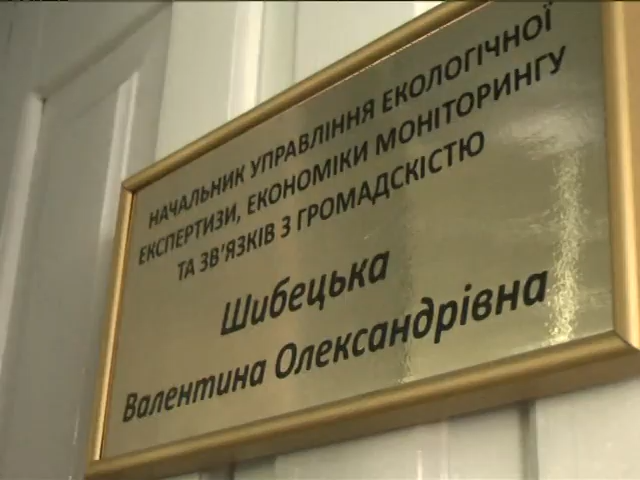 НАЧАЛЬНИК УПРАВЛІННЯ ЕКОЛОГІЧНОЇ
ЕКСПЕРТИЗИ, ЕКОНОМІКИ МОНІТОРИНГУ
ТА ЗВ'ЯЗКІВ З ГРОМАДСКІСТЮ
Шибецька
Валентина Олександрівна